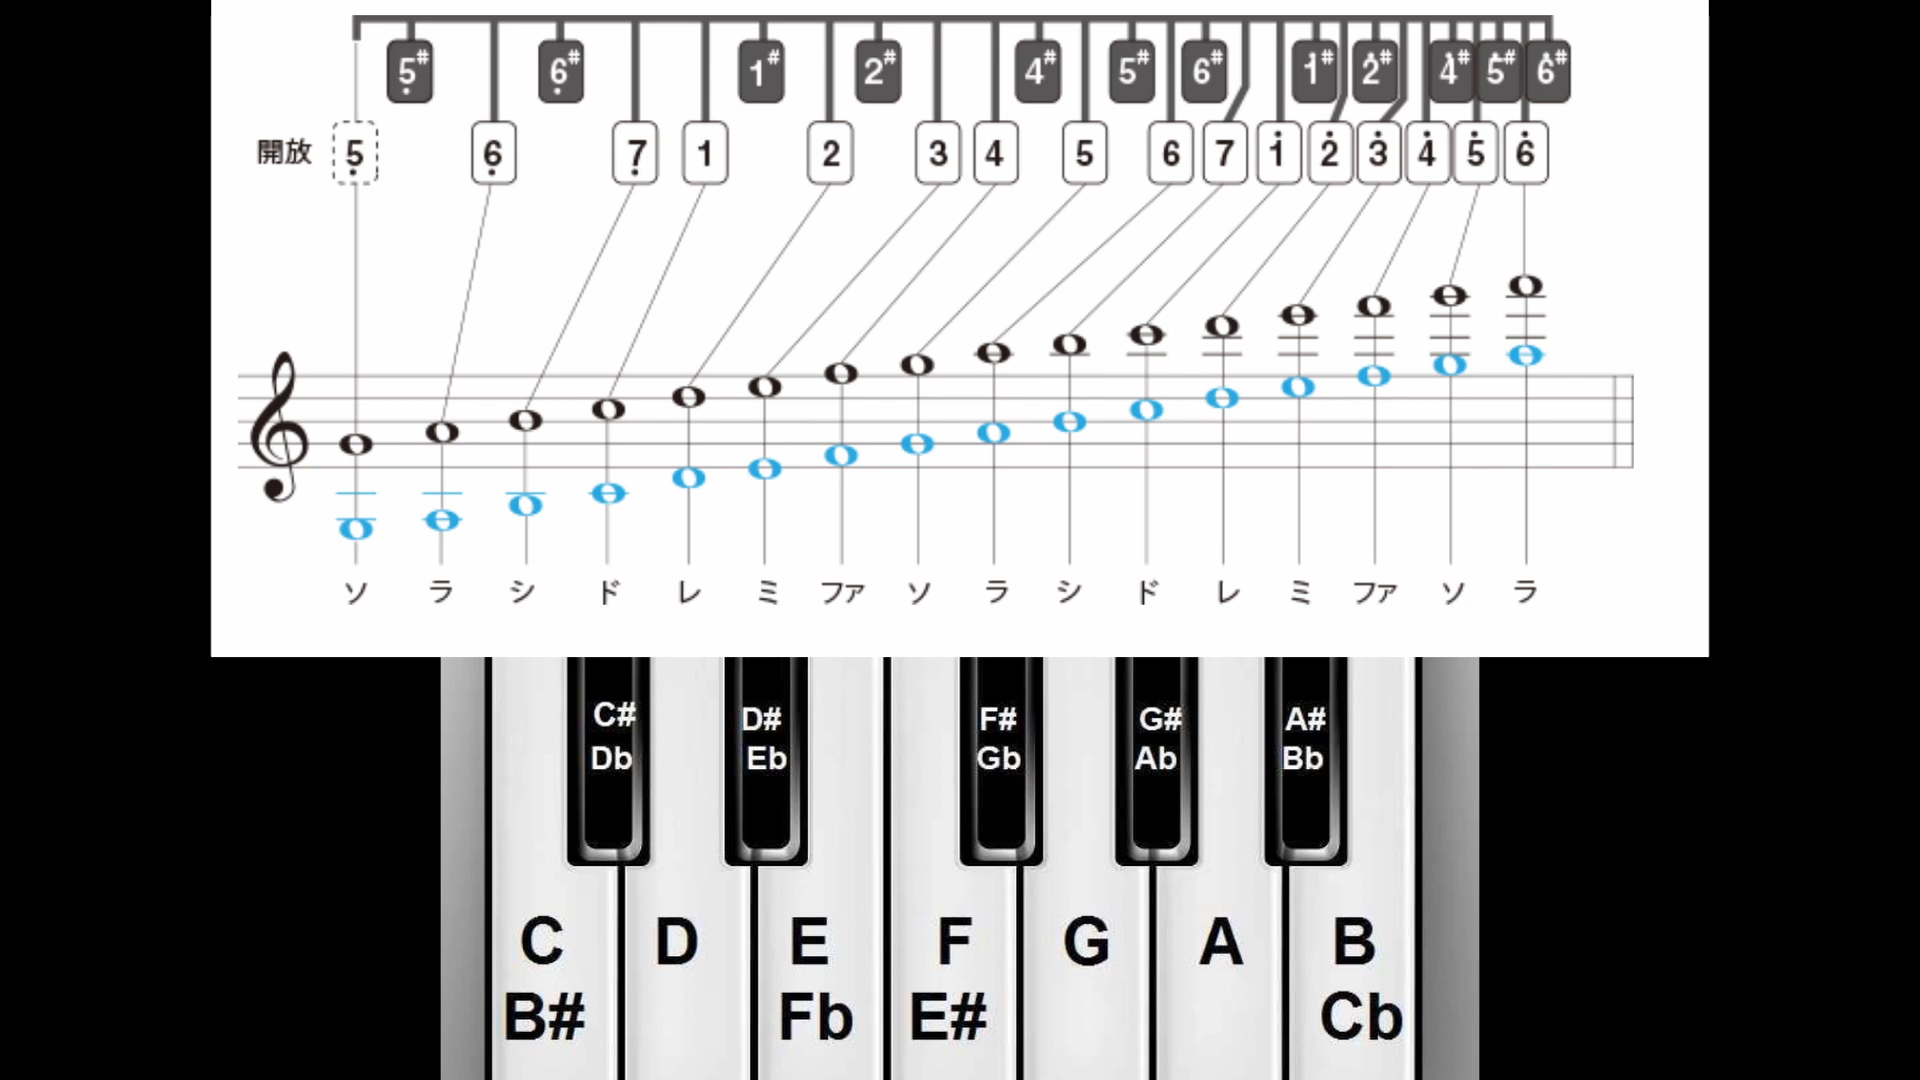 5# 6# 1# 2# 4# 5# 6# 1# 2# 4# 5# 6#
開放 5 6 7 1 2 3 4 5 6 7 1 2 3 4 5 6
ソ ラ シ ド レ ミ ファ ソ ラ シ ド レ ミ ファ ソ ラ
C# D# F# G# A#
Db Eb Gb Ab Bb
C D E F G A B
B# Fb E# Cb